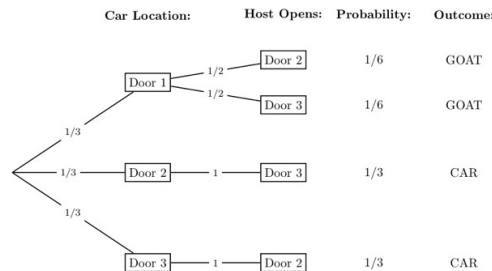 Car Location: Host Opens: Probability: Outcome:
Door 2 1/6 GOAT
1/2
Door 1
1/2
Door 3 1/6 GOAT
1/3
1/3 Door 2 1 Door 3 1/3 CAR
1/3
Door 3 1 Door 2 1/3 CAR